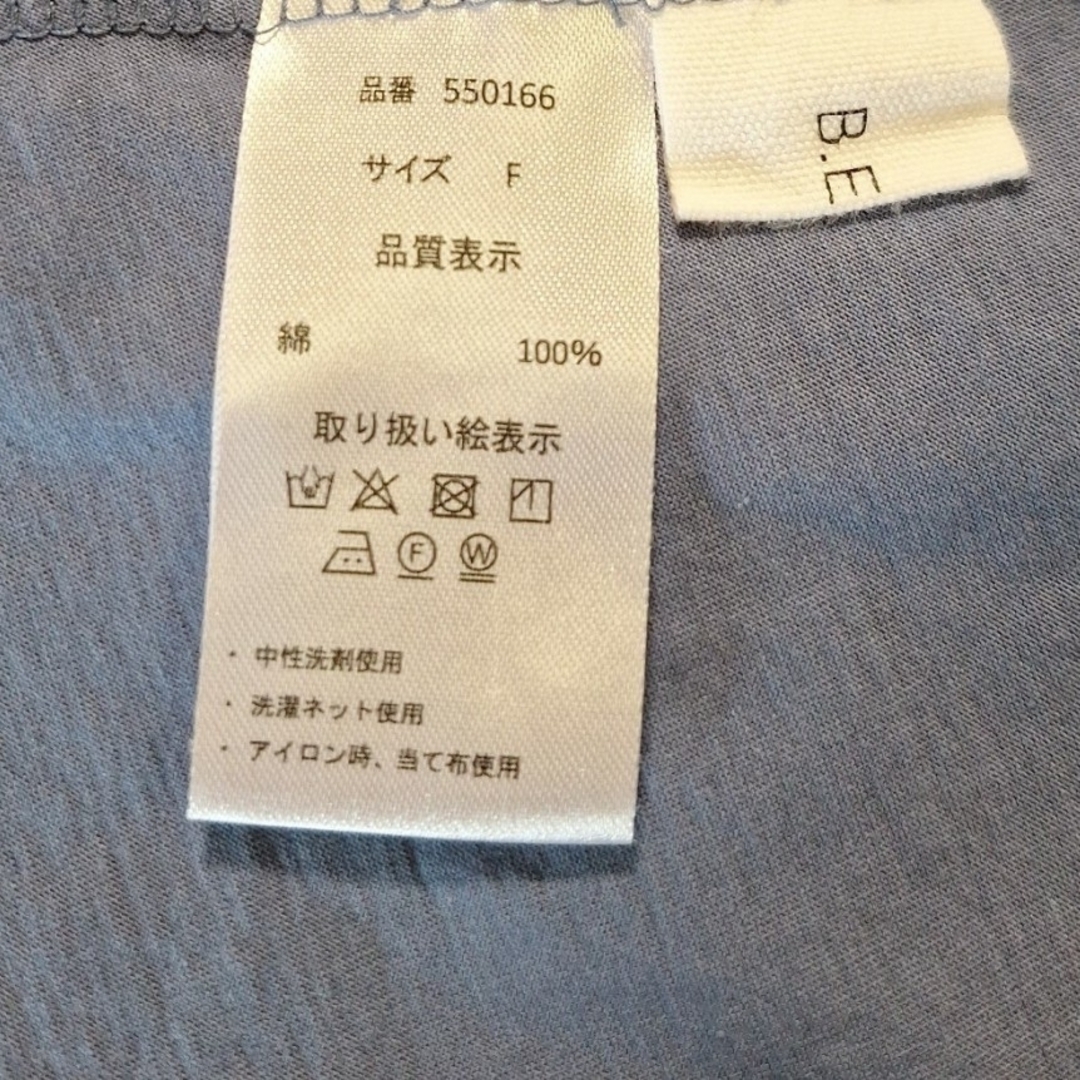 品番 550166
サイズ F
品質表示
綿 100%
取り扱い絵表示
F W
・中性洗剤使用
・洗濯ネット使用
・アイロン時、当て布使用
B.E